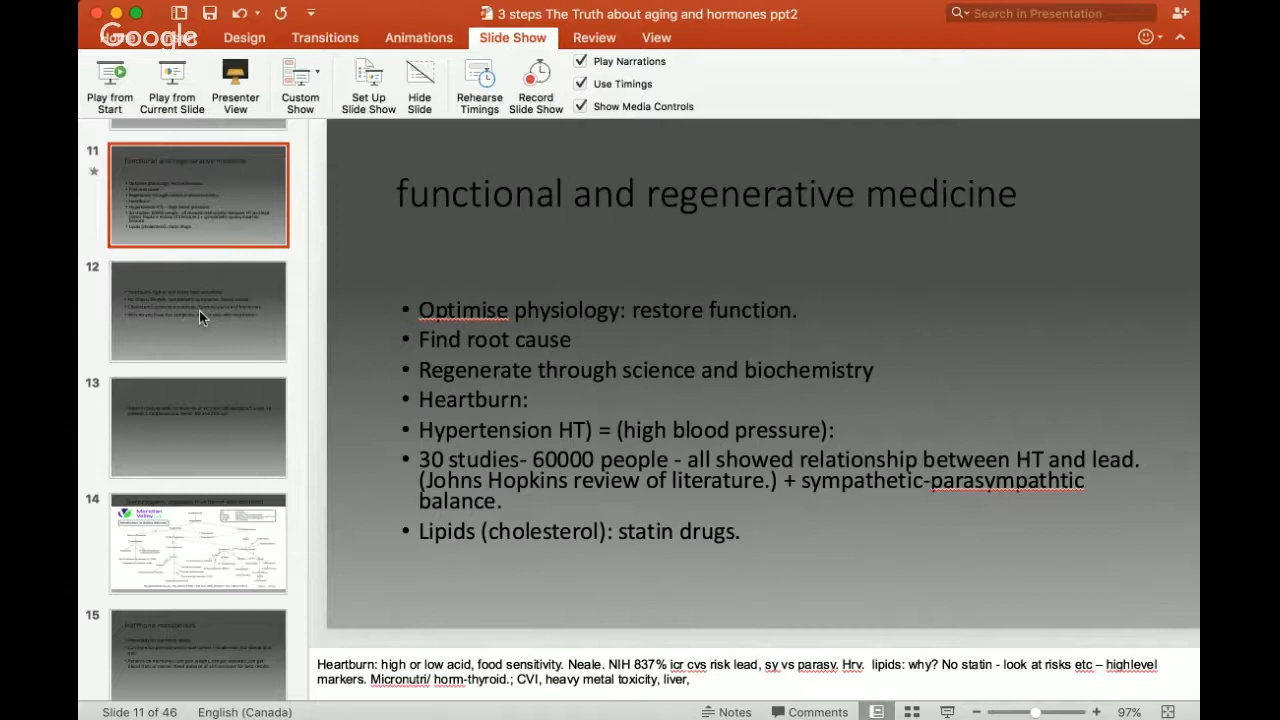 3 steps The Truth about aging and hormones ppt2
Search in Presentation
Google
Design Transitions Animations Slide Show Review View
Play from Start
Play from Current Slide
Presenter View
Custom Show
Set Up Slide Show
Hide Slide
Rehearse Timings
Record Slide Show
Play Narrations
Use Timings
Show Media Controls
11
12
13
14
15
functional and regenerative medicine
• Optimise physiology: restore function.
• Find root cause
• Regenerate through science and biochemistry
• Heartburn:
• Hypertension HT) = (high blood pressure):
• 30 studies- 60000 people - all showed relationship between HT and lead.
(Johns Hopkins review of literature.) + sympathetic-parasympathtic
balance.
• Lipids (cholesterol): statin drugs.
Heartburn: high or low acid, food sensitivity. Neale. NIH 837% icr cvs risk lead, sy vs parasy. Hrv. lipids: why? No statin - look at risks etc – highlevel
markers. Micronutri/ horm-thyroid.; CVI, heavy metal toxicity, liver,
Slide 11 of 46 English (Canada) Notes Comments 97%